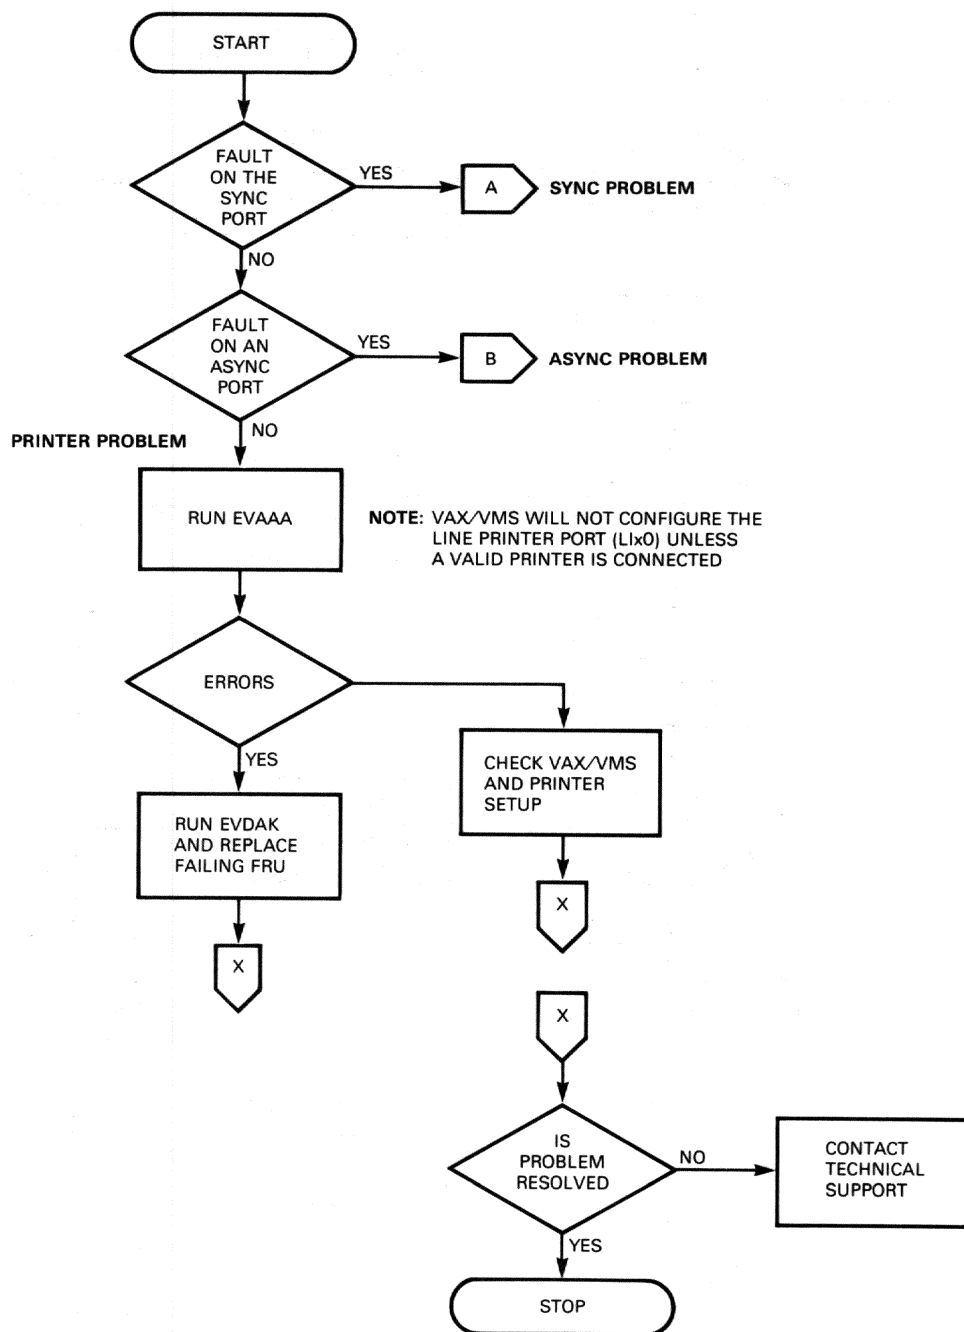 START
FAULT
ON THE
SYNC
PORT
YES
A
SYNC PROBLEM
NO
FAULT
ON AN
ASYNC
PORT
YES
B
ASYNC PROBLEM
NO
PRINTER PROBLEM
RUN EVAAA
NOTE: VAX/VMS WILL NOT CONFIGURE THE
LINE PRINTER PORT (LIx0) UNLESS
A VALID PRINTER IS CONNECTED
ERRORS
YES
CHECK VAX/VMS
AND PRINTER
SETUP
RUN EVDAK
AND REPLACE
FAILING FRU
X
X
X
IS
PROBLEM
RESOLVED
NO
CONTACT
TECHNICAL
SUPPORT
YES
STOP